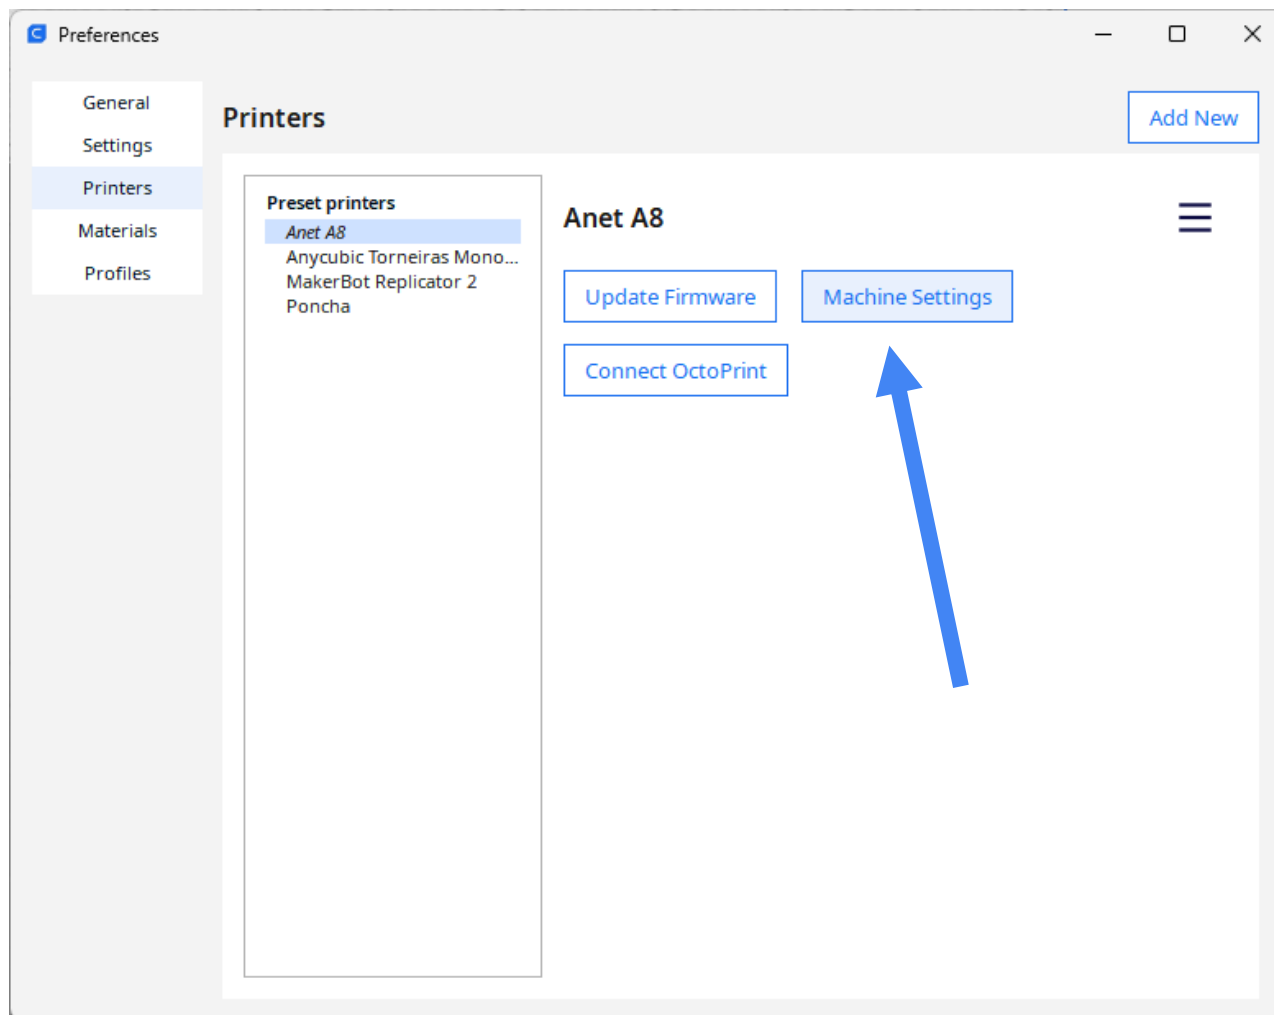 Preferences
General
Settings
Printers
Materials
Profiles
Printers
Add New
Preset printers
Anet A8
Anycubic Torneiras Mono...
MakerBot Replicator 2
Poncha
Anet A8
Update Firmware
Machine Settings
Connect OctoPrint